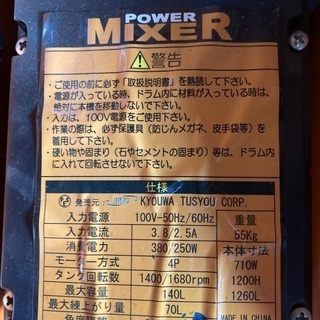 POWER
MIXER
警告
・ご使用の前に必ず「取扱説明書」を熟読して下さい。
・電源が入っている時、ドラム内に材料が入っている時は、
絶対に本機を移動しないで下さい。
・入力は、100V電源をご使用下さい。
・作業の際は、必ず保護具(防じんメガネ、皮手袋等)を
着用して下さい。
・硬い物や固まり(石やセメントの固まり)等は、ドラム内
に入れて回転させないで下さい。
仕様
発売元: KYOUWA TUSYOU CORP.
入力電源 100V-50Hz/60Hz 重量
入力電流 3.8/2.5A 55Kg
消費電力 380/250W 本体寸法
モーター方式 4P 710W
タンク回転数 1400/1680rpm 1200H
最大容量 140L 1260L
最大練上がり量 70L
角度調整 MADE IN CHINA